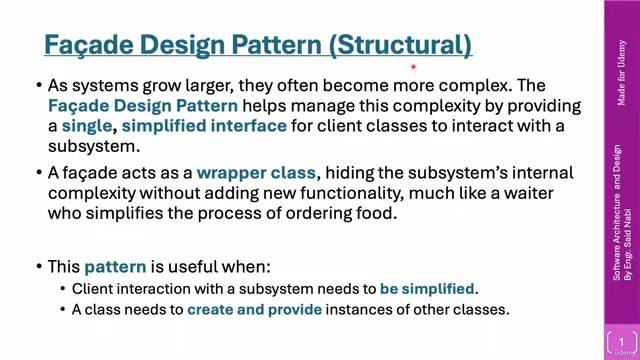 Façade Design Pattern (Structural)
• As systems grow larger, they often become more complex. The
Façade Design Pattern helps manage this complexity by providing
a single, simplified interface for client classes to interact with a
subsystem.
• A façade acts as a wrapper class, hiding the subsystem's internal
complexity without adding new functionality, much like a waiter
who simplifies the process of ordering food.
• This pattern is useful when:
• Client interaction with a subsystem needs to be simplified.
• A class needs to create and provide instances of other classes.
Made for Udemy
Software Architecture and Design
By Engr. Said Nabi
1
Udemy